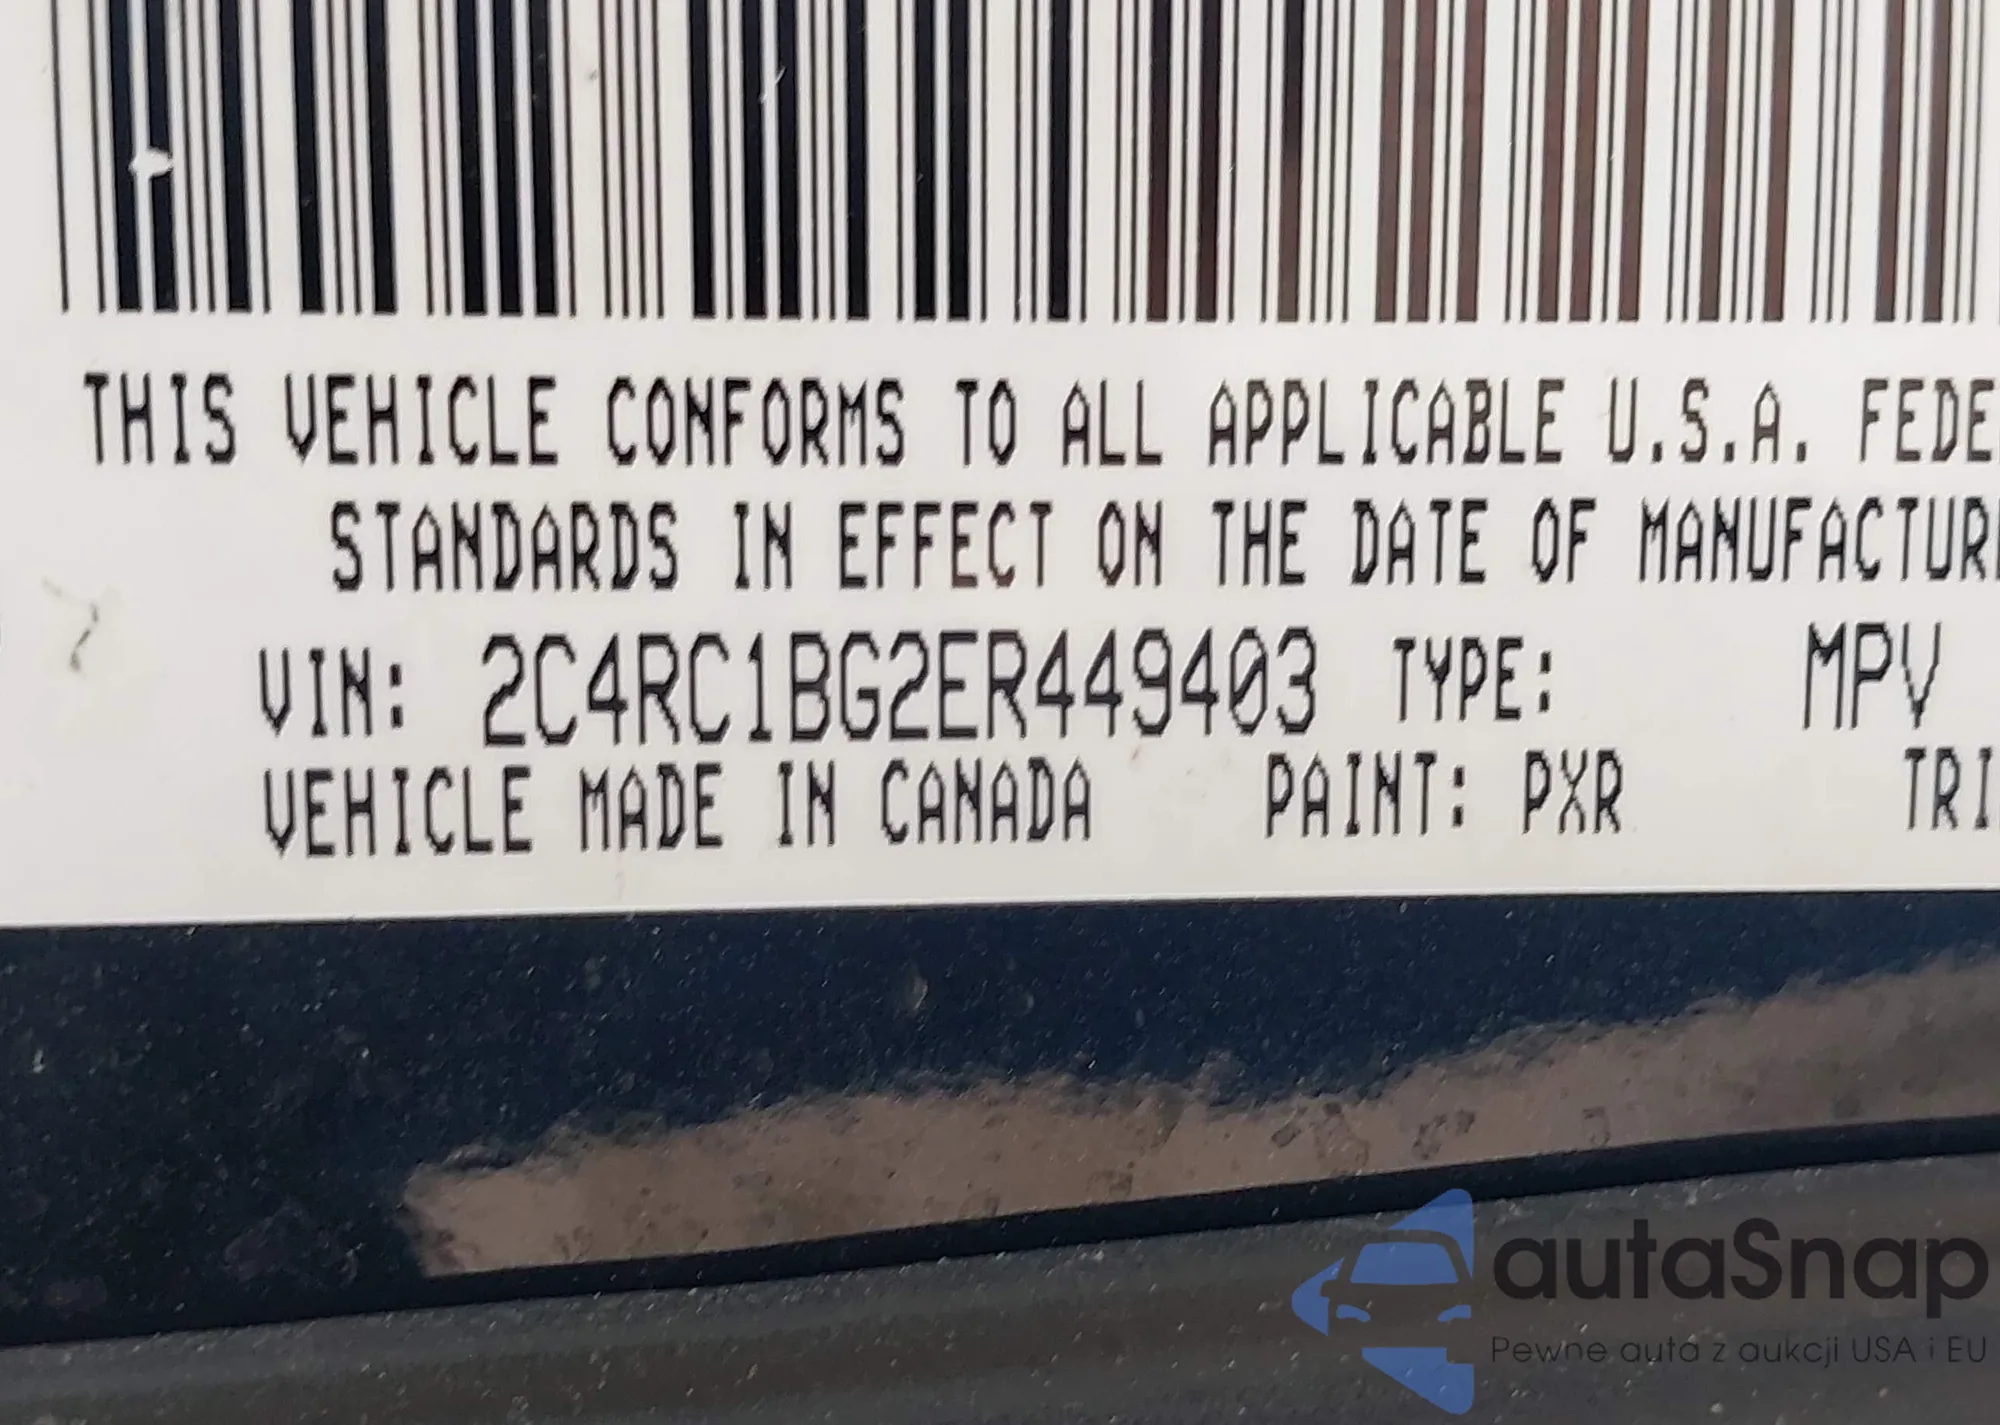 THIS VEHICLE CONFORMS TO ALL APPLICABLE U.S.A. FEDE
STANDARDS IN EFFECT ON THE DATE OF MANUFACTUR
VIN: 2C4RC1BG2ER449403 TYPE: MPV
VEHICLE MADE IN CANADA PAINT: PXR TRI
autaSnap
Pewne auta z aukcji USA i EU